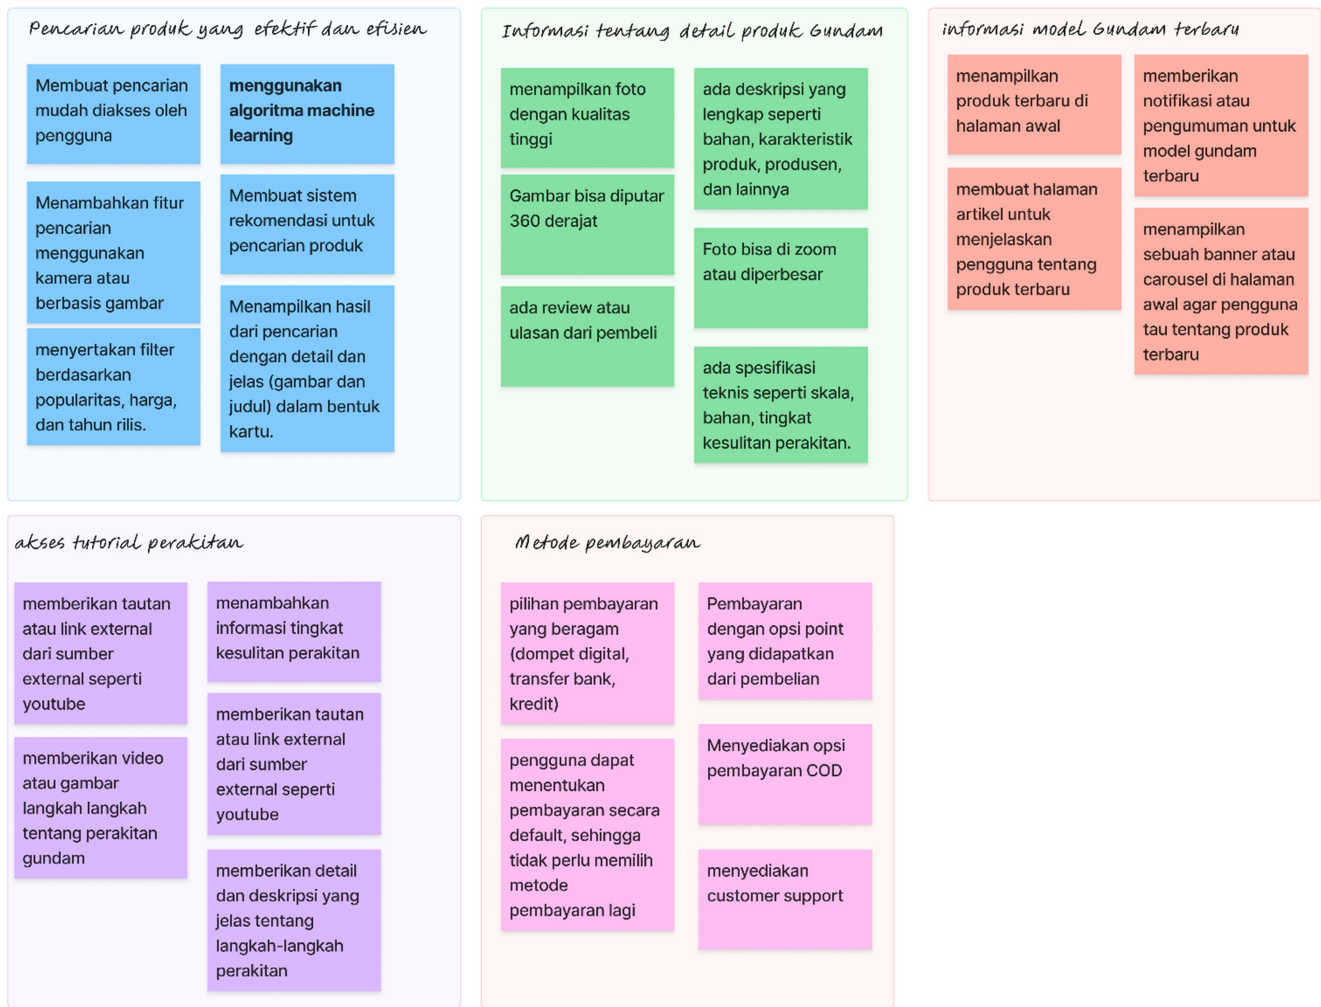 Pencarian produk yang efektif dan efisien
Membuat pencarian
mudah diakses oleh
pengguna
menggunakan
algoritma machine
learning
Menambahkan fitur
pencarian
menggunakan
kamera atau
berbasis gambar
Membuat sistem
rekomendasi untuk
pencarian produk
menyertakan filter
berdasarkan
popularitas, harga,
dan tahun rilis.
Menampilkan hasil
dari pencarian
dengan detail dan
jelas (gambar dan
judul) dalam bentuk
kartu.
Informasi tentang detail produk Gundam
menampilkan foto
dengan kualitas
tinggi
ada deskripsi yang
lengkap seperti
bahan, karakteristik
produk, produsen,
dan lainnya
Gambar bisa diputar
360 derajat
Foto bisa di zoom
atau diperbesar
ada review atau
ulasan dari pembeli
ada spesifikasi
teknis seperti skala,
bahan, tingkat
kesulitan perakitan.
informasi model Gundam terbaru
menampilkan
produk terbaru di
halaman awal
memberikan
notifikasi atau
pengumuman untuk
model gundam
terbaru
membuat halaman
artikel untuk
menjelaskan
pengguna tentang
produk terbaru
menampilkan
sebuah banner atau
carousel di halaman
awal agar pengguna
tau tentang produk
terbaru
akses tutorial perakitan
memberikan tautan
atau link external
dari sumber
external seperti
youtube
menambahkan
informasi tingkat
kesulitan perakitan
memberikan video
atau gambar
langkah langkah
tentang perakitan
gundam
memberikan tautan
atau link external
dari sumber
external seperti
youtube
memberikan detail
dan deskripsi yang
jelas tentang
langkah-langkah
perakitan
Metode pembayaran
pilihan pembayaran
yang beragam
(dompet digital,
transfer bank,
kredit)
Pembayaran
dengan opsi point
yang didapatkan
dari pembelian
pengguna dapat
menentukan
pembayaran secara
default, sehingga
tidak perlu memilih
metode
pembayaran lagi
Menyediakan opsi
pembayaran COD
menyediakan
customer support